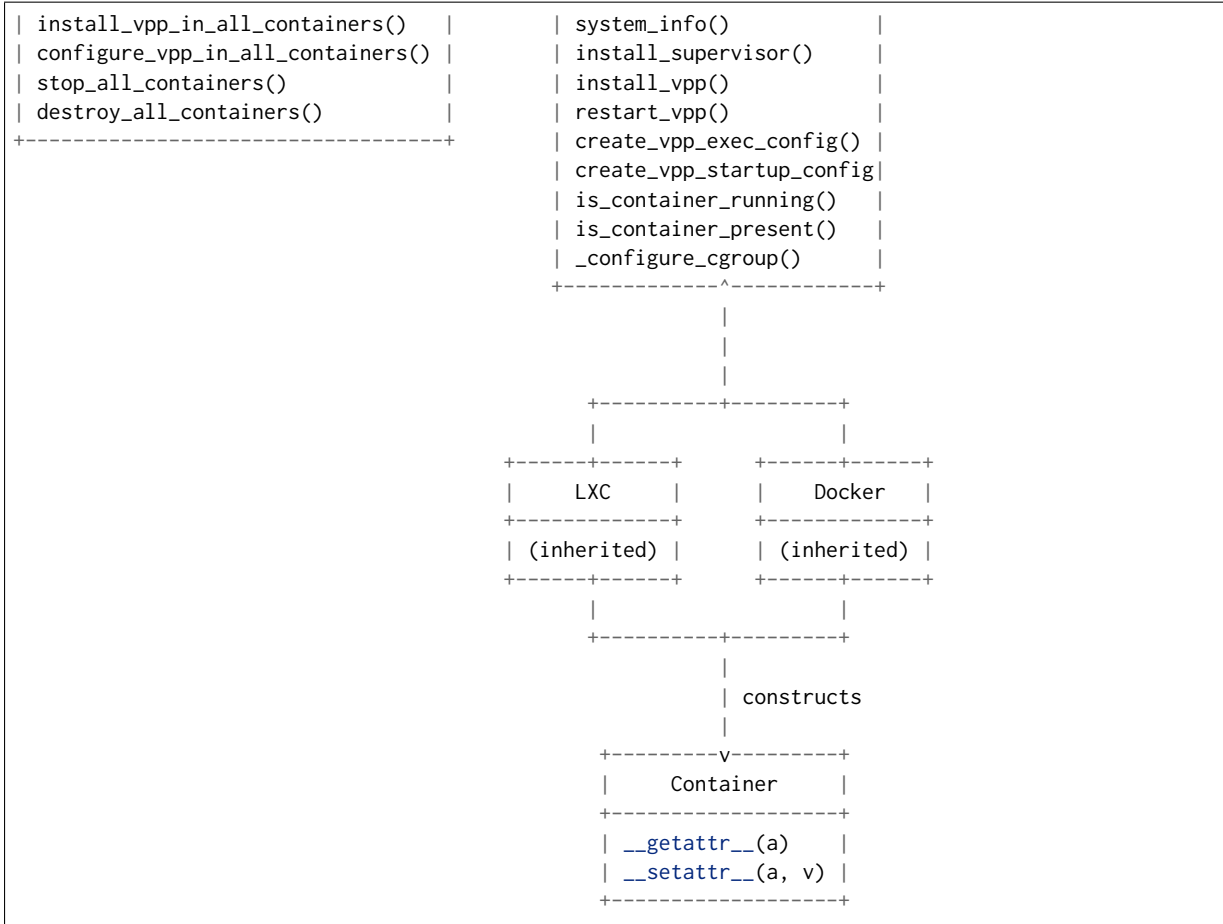 | install_vpp_in_all_containers()   |        | system_info()            |
| configure_vpp_in_all_containers() |        | install_supervisor()     |
| stop_all_containers()             |        | install_vpp()            |
| destroy_all_containers()          |        | restart_vpp()            |
+-----------------------------------+        | create_vpp_exec_config() |
                                             | create_vpp_startup_config|
                                             | is_container_running()   |
                                             | is_container_present()   |
                                             | _configure_cgroup()      |
                                             +-------------^------------+
                                                           |
                                                           |
                                                           |
                                                +----------+---------+
                                                |                    |
                                         +------+------+      +------+------+
                                         |     LXC     |      |    Docker   |
                                         +-------------+      +-------------+
                                         | (inherited) |      | (inherited) |
                                         +------+------+      +------+------+
                                                |                    |
                                                +----------+---------+
                                                           |
                                                           | constructs
                                                           |
                                                 +---------v---------+
                                                 |     Container     |
                                                 +-------------------+
                                                 | __getattr__(a)    |
                                                 | __setattr__(a, v) |
                                                 +-------------------+